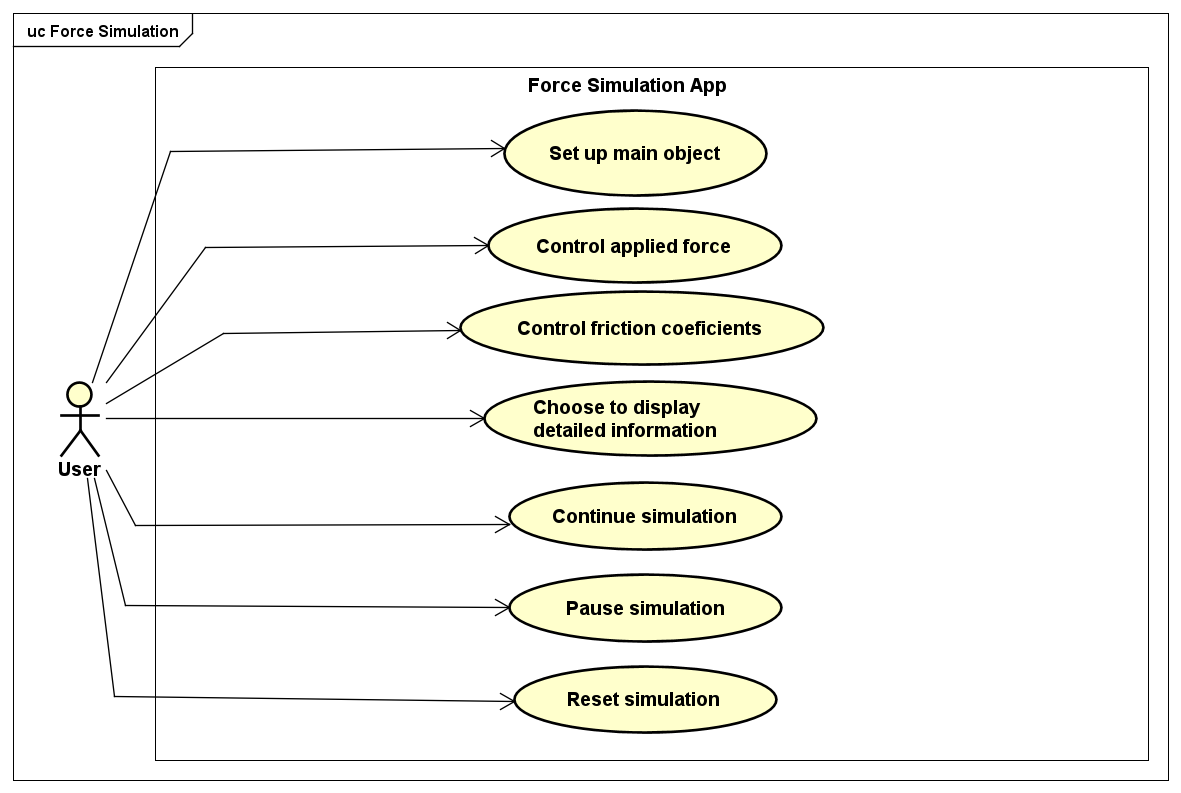 uc Force Simulation
Force Simulation App
Set up main object
Control applied force
Control friction coeficients
Choose to display
detailed information
User
Continue simulation
Pause simulation
Reset simulation